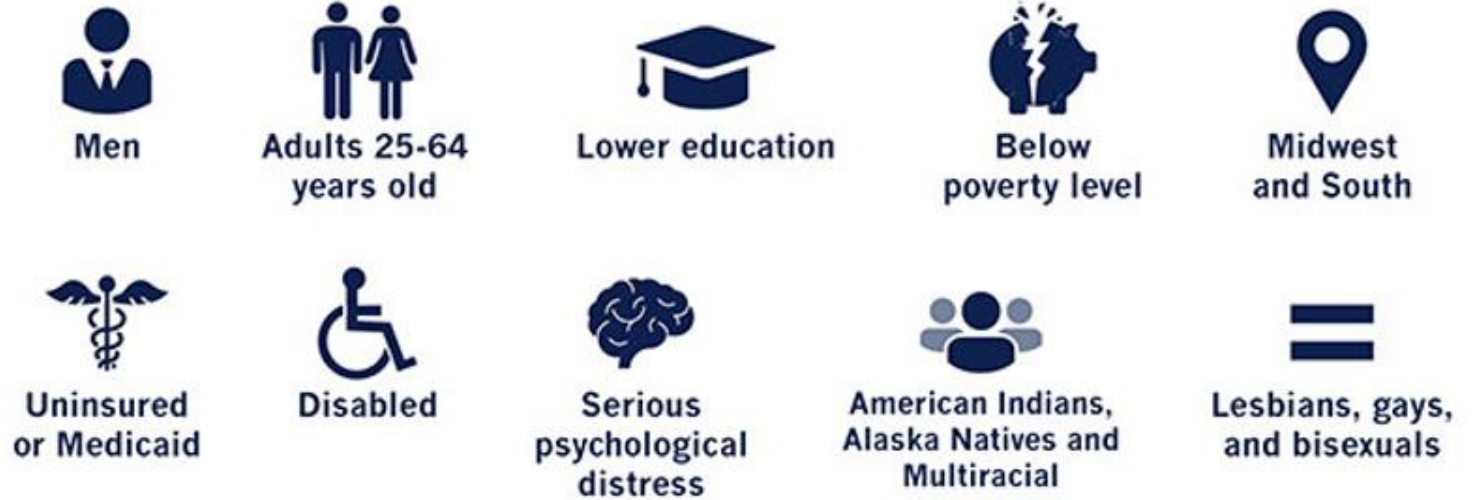 Men
Adults 25-64
years old
Lower education
Below
poverty level
Midwest
and South
Uninsured
or Medicaid
Disabled
Serious
psychological
distress
American Indians,
Alaska Natives and
Multiracial
Lesbians, gays,
and bisexuals